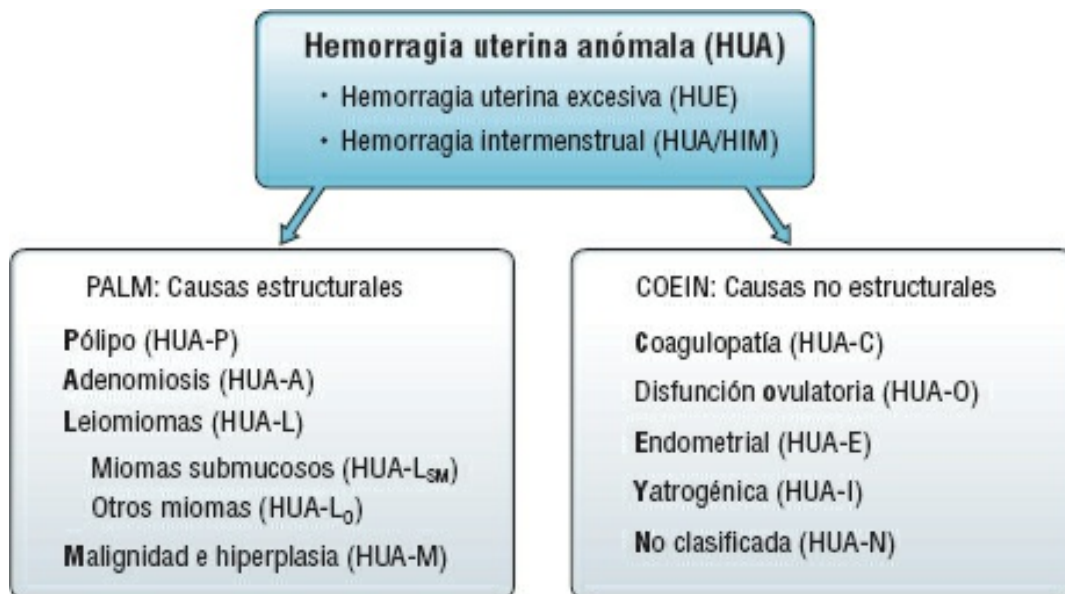 Hemorragia uterina anómala (HUA)
• Hemorragia uterina excesiva (HUE)
• Hemorragia intermenstrual (HUA/HIM)
PALM: Causas estructurales
Pólipo (HUA-P)
Adenomiosis (HUA-A)
Leiomiomas (HUA-L)
Miomas submucosos (HUA-L_SM)
Otros miomas (HUA-L_O)
Malignidad e hiperplasia (HUA-M)
COEIN: Causas no estructurales
Coagulopatía (HUA-C)
Disfunción ovulatoria (HUA-O)
Endometrial (HUA-E)
Yatrogénica (HUA-I)
No clasificada (HUA-N)